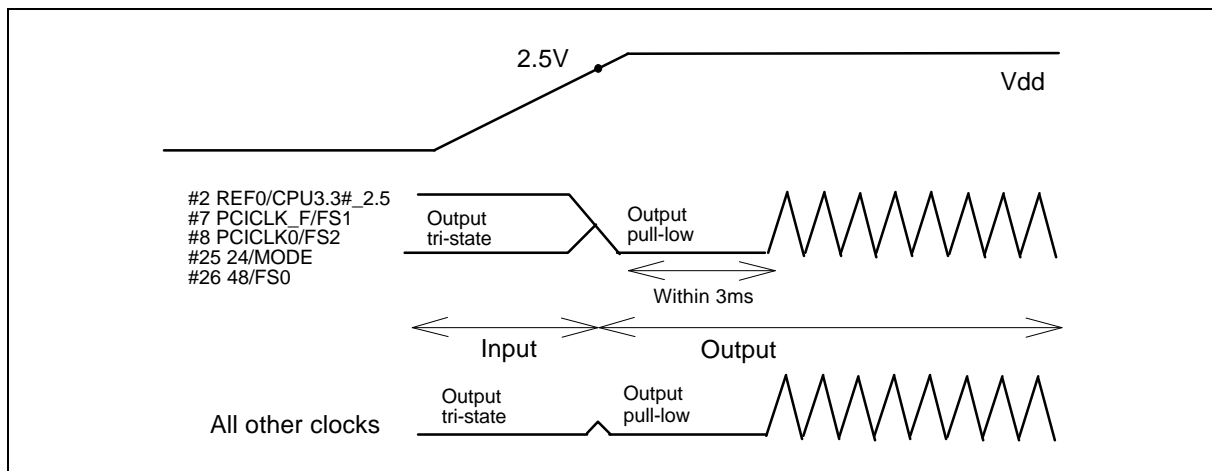 2.5V
Vdd
#2 REF0/CPU3.3#_2.5
#7 PCICLK_F/FS1
#8 PCICLK0/FS2
#25 24/MODE
#26 48/FS0
Output
tri-state
Output
pull-low
Within 3ms
Input
Output
All other clocks
Output
tri-state
Output
pull-low